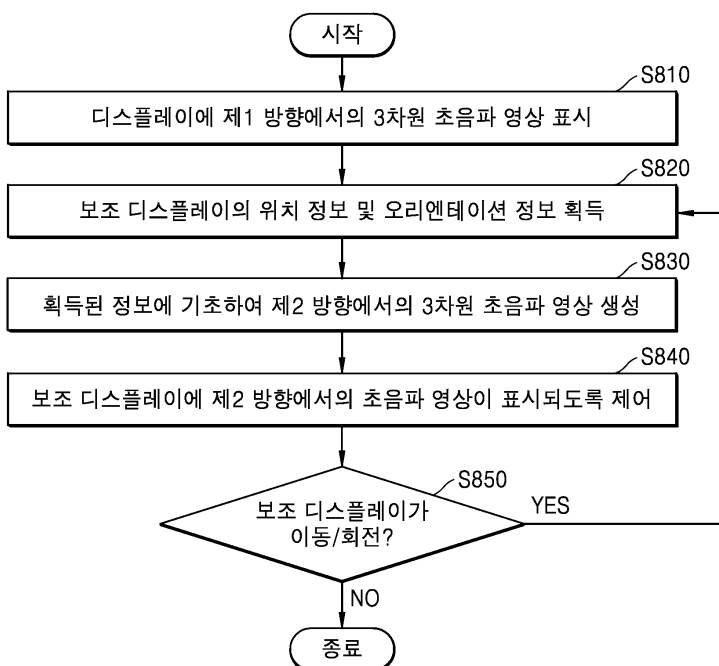 시작
S810
디스플레이에 제1 방향에서의 3차원 초음파 영상 표시
S820
보조 디스플레이의 위치 정보 및 오리엔테이션 정보 획득
S830
획득된 정보에 기초하여 제2 방향에서의 3차원 초음파 영상 생성
S840
보조 디스플레이에 제2 방향에서의 초음파 영상이 표시되도록 제어
S850
보조 디스플레이가
이동/회전?
YES
NO
종료